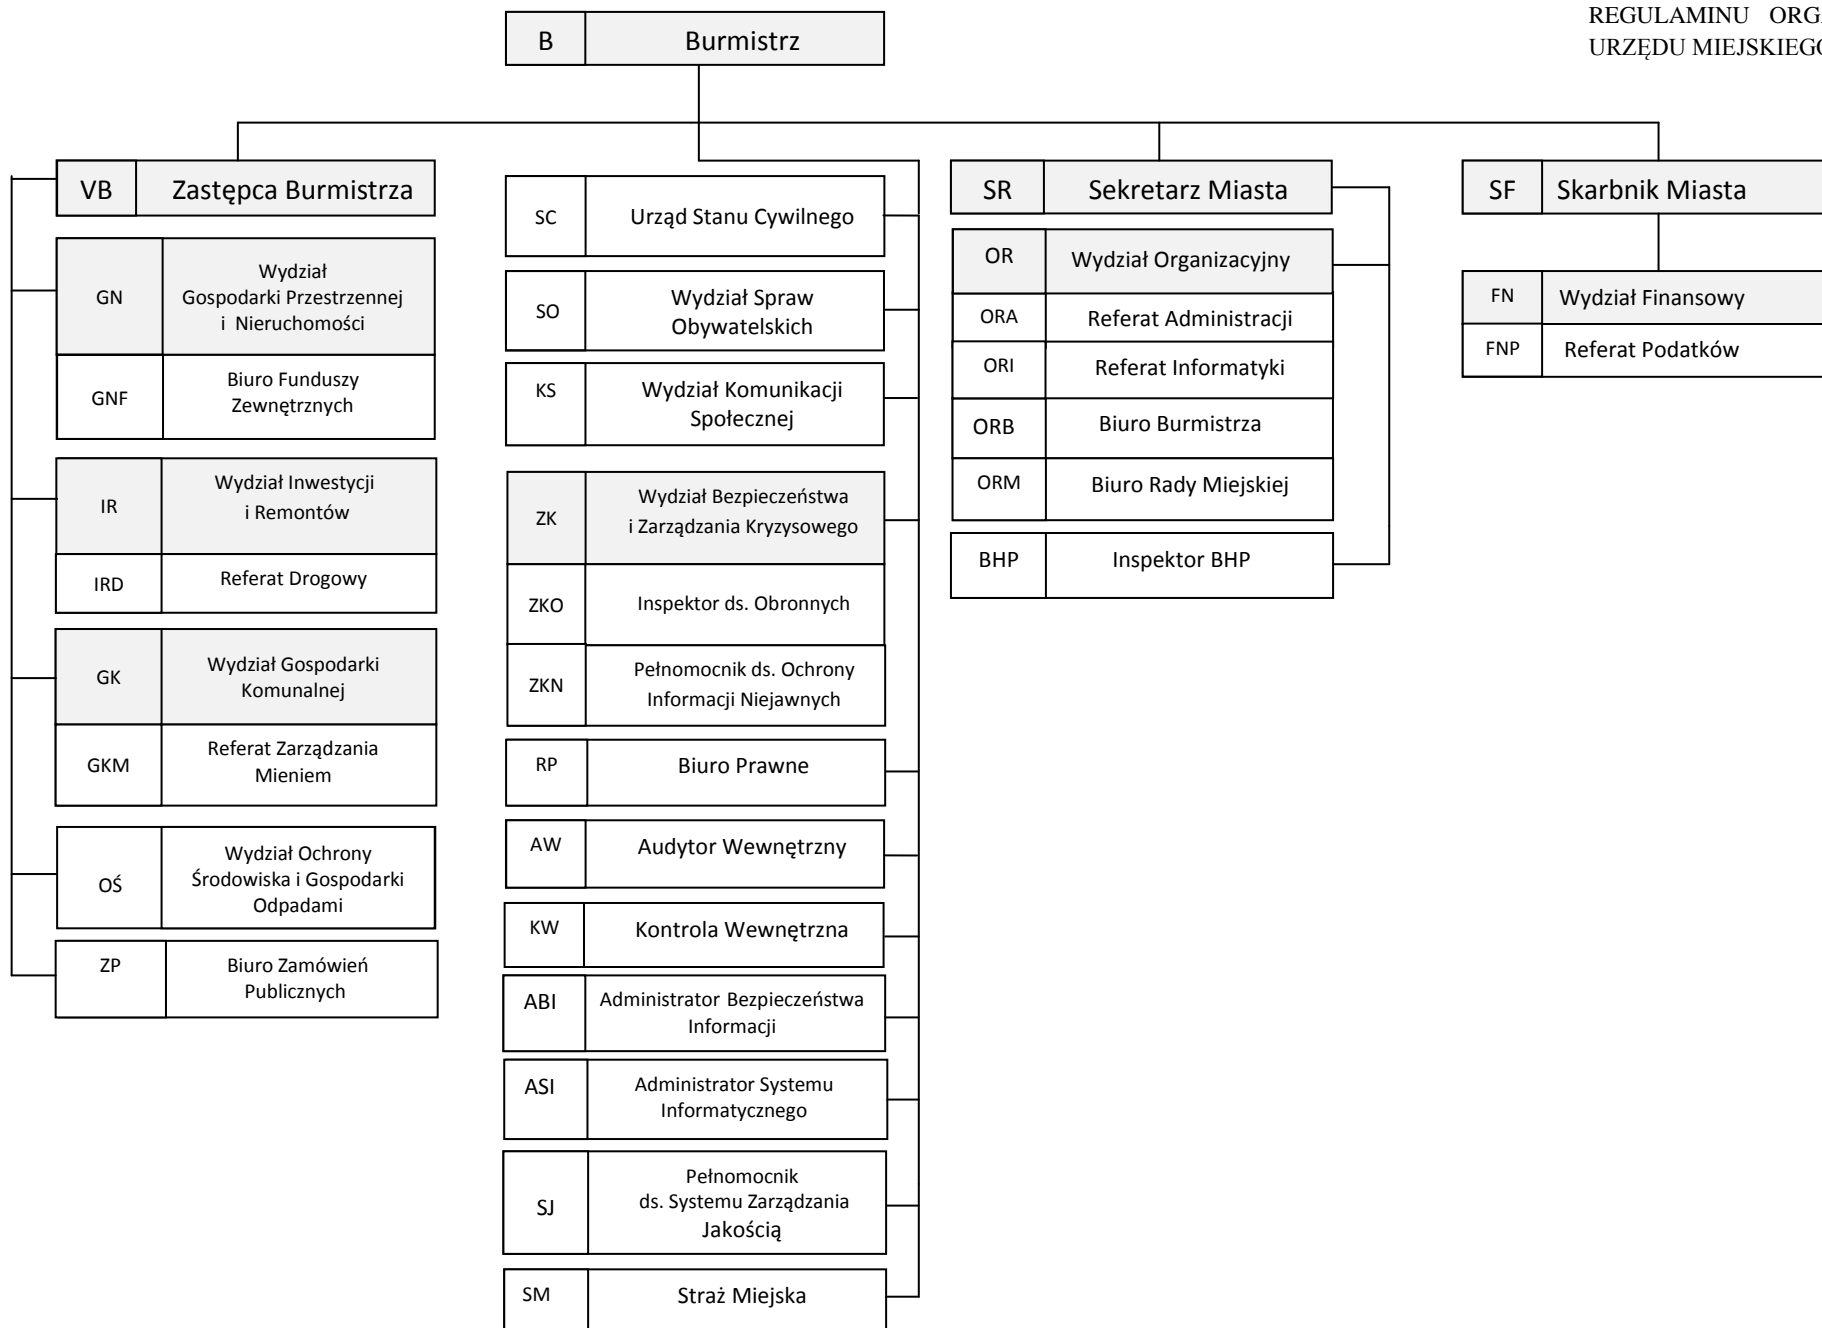 REGULAMINU ORG
URZĘDU MIEJSKIEGO
B Burmistrz
VB Zastępca Burmistrza
GN
Wydział
Gospodarki Przestrzennej
i Nieruchomości
GNF
Biuro Funduszy
Zewnętrznych
IR
Wydział Inwestycji
i Remontów
IRD Referat Drogowy
GK
Wydział Gospodarki
Komunalnej
GKM
Referat Zarządzania
Mieniem
OŚ
Wydział Ochrony
Środowiska i Gospodarki
Odpadami
ZP
Biuro Zamówień
Publicznych
SC Urząd Stanu Cywilnego
SO
Wydział Spraw
Obywatelskich
KS
Wydział Komunikacji
Społecznej
ZK
Wydział Bezpieczeństwa
i Zarządzania Kryzysowego
ZKO Inspektor ds. Obronnych
ZKN
Pełnomocnik ds. Ochrony
Informacji Niejawnych
RP Biuro Prawne
AW Audytor Wewnętrzny
KW Kontrola Wewnętrzna
ABI
Administrator Bezpieczeństwa
Informacji
ASI
Administrator Systemu
Informatycznego
SJ
Pełnomocnik
ds. Systemu Zarządzania
Jakością
SM Straż Miejska
SR Sekretarz Miasta
OR Wydział Organizacyjny
ORA Referat Administracji
ORI Referat Informatyki
ORB Biuro Burmistrza
ORM Biuro Rady Miejskiej
BHP Inspektor BHP
SF Skarbnik Miasta
FN Wydział Finansowy
FNP Referat Podatków